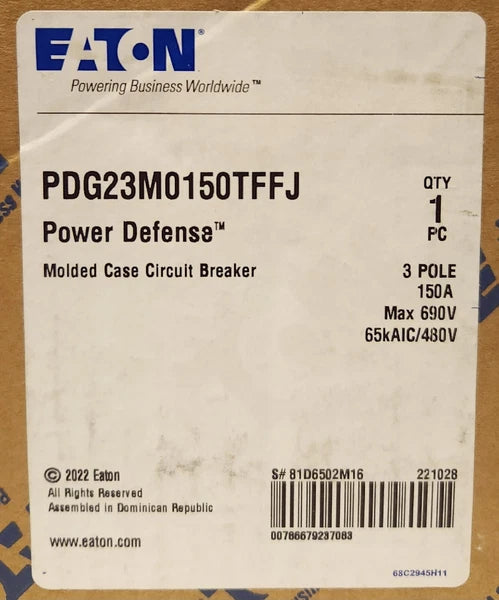 EATON®
Powering Business Worldwide™
PDG23M0150TFFJ
Power Defense™
Molded Case Circuit Breaker
QTY
1
PC
3 POLE
150A
Max 690V
65kAIC/480V
© 2022 Eaton
All Rights Reserved
Assembled in Dominican Republic
www.eaton.com
S# 81D6502M16 221028
00786679237083
68C2945H11